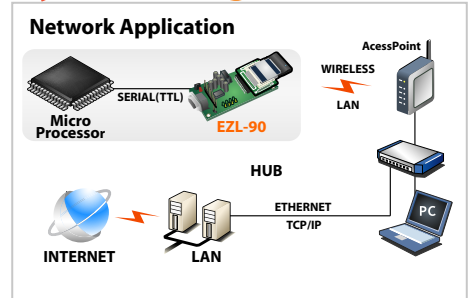 Network Application
AcessPoint
WIRELESS
LAN
SERIAL(TTL)
Micro
Processor
EZL-90
HUB
ETHERNET
TCP/IP
PC
INTERNET
LAN